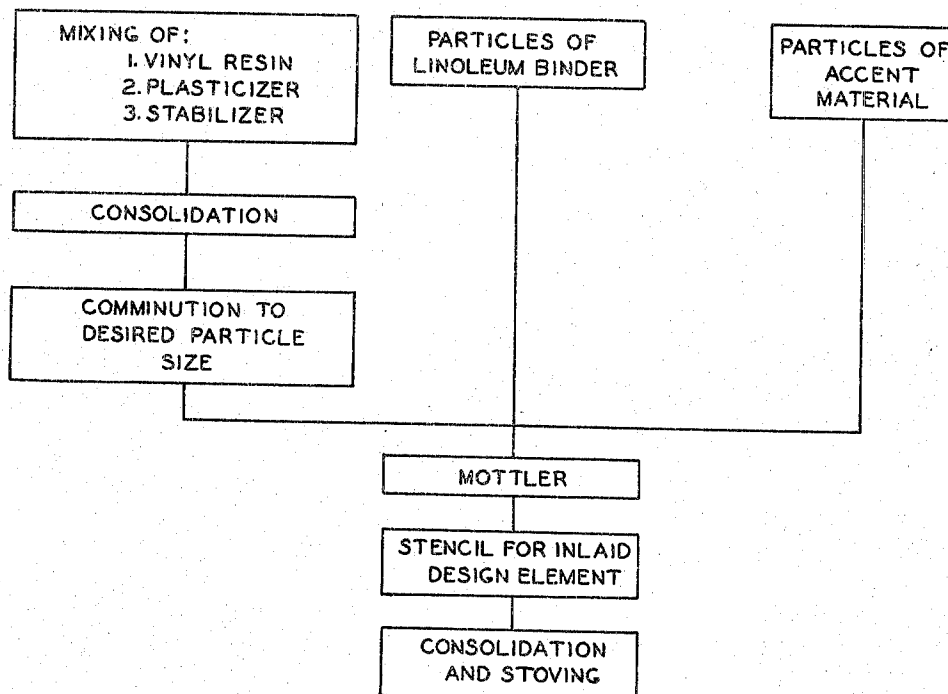 MIXING OF:
1. VINYL RESIN
2. PLASTICIZER
3. STABILIZER
PARTICLES OF
LINOLEUM BINDER
PARTICLES OF
ACCENT
MATERIAL
CONSOLIDATION
COMMINUTION TO
DESIRED PARTICLE
SIZE
MOTTLER
STENCIL FOR INLAID
DESIGN ELEMENT
CONSOLIDATION
AND STOVING